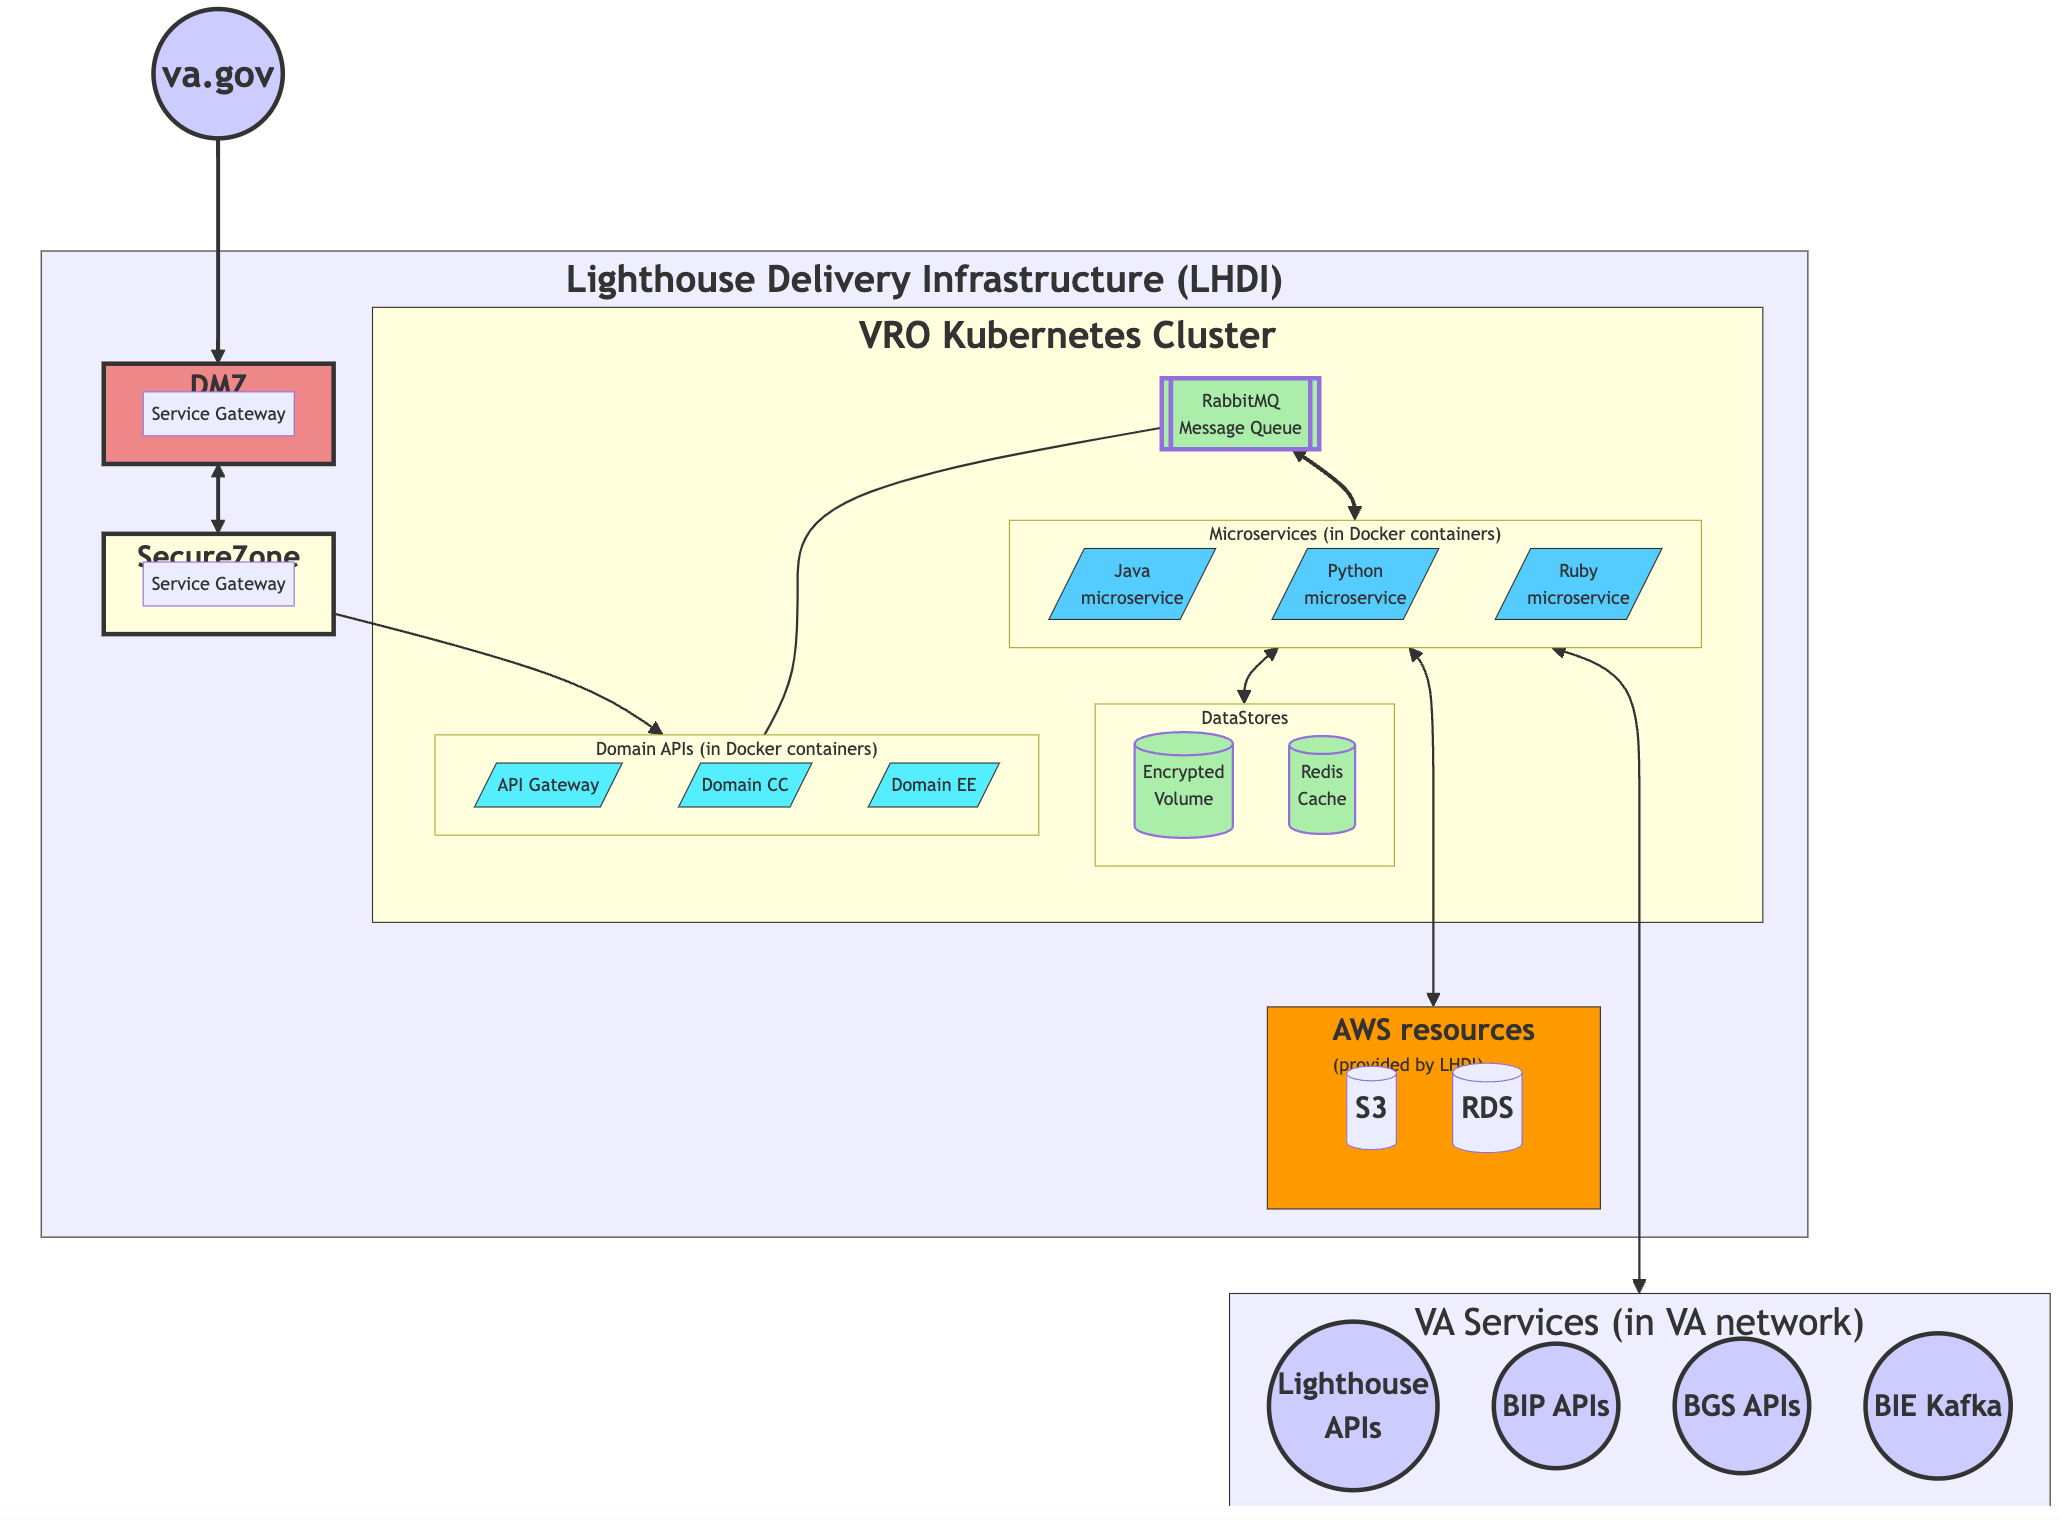 va.gov
Lighthouse Delivery Infrastructure (LHDI)
VRO Kubernetes Cluster
DMZ
Service Gateway
SecureZone
Service Gateway
RabbitMQ
Message Queue
Microservices (in Docker containers)
Java
microservice
Python
microservice
Ruby
microservice
Domain APIs (in Docker containers)
API Gateway
Domain CC
Domain EE
DataStores
Encrypted
Volume
Redis
Cache
AWS resources
(provided by LHDI)
S3
RDS
VA Services (in VA network)
Lighthouse
APIs
BIP APIs
BGS APIs
BIE Kafka